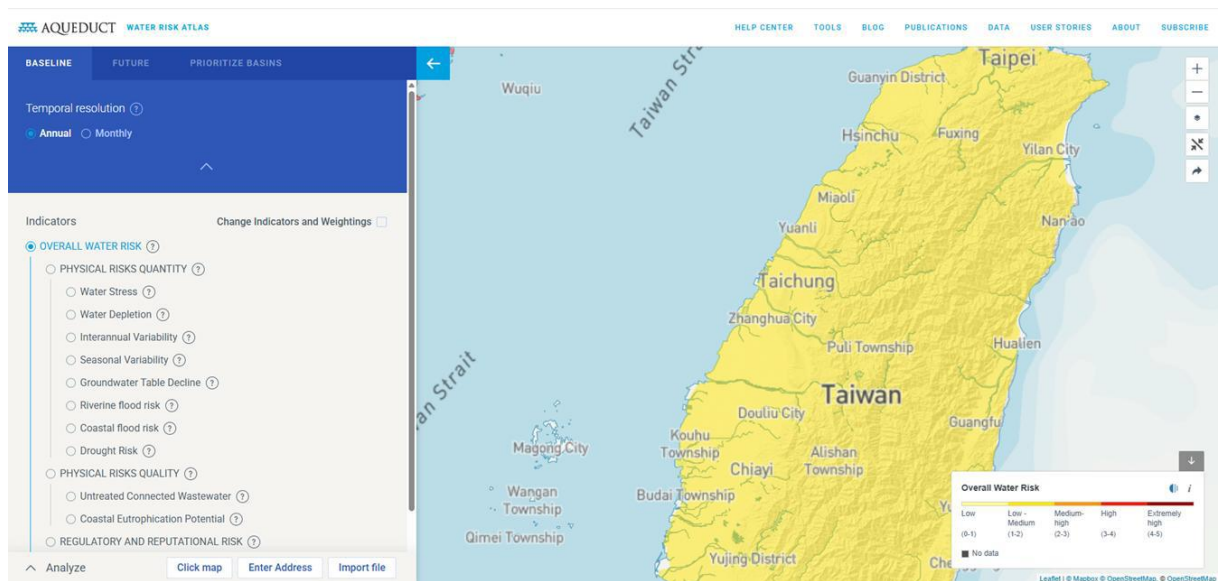 AQUEDUCT WATER RISK ATLAS
HELP CENTER TOOLS BLOG PUBLICATIONS DATA USER STORIES ABOUT SUBSCRIBE
BASELINE FUTURE PRIORITIZE BASINS
Temporal resolution ?
Annual Monthly
Indicators Change Indicators and Weightings
OVERALL WATER RISK ?
PHYSICAL RISKS QUANTITY ?
Water Stress ?
Water Depletion ?
Interannual Variability ?
Seasonal Variability ?
Groundwater Table Decline ?
Riverine flood risk ?
Coastal flood risk ?
Drought Risk ?
PHYSICAL RISKS QUALITY ?
Untreated Connected Wastewater ?
Coastal Eutrophication Potential ?
REGULATORY AND REPUTATIONAL RISK ?
Analyze Click map Enter Address Import file
Taipei
Guanyin District
Wuqiu
Taiwan Str
Hsinchu Fuxing
Yilan City
Miaoli
Yuanli Nan'ao
Taichung
Zhanghua City
Puli Township Hualien
an Strait
Taiwan
Douliu City
Guangfu
Kouhu
Township
Magong City
Alishan
Township
Chiayi
Wangan
Township
Budai Township
Qimei Township
Yujing District
Overall Water Risk i
Low Low - Medium Medium-high High Extremely high
(0-1) (1-2) (2-3) (3-4) (4-5)
No data
Leaflet | © Mapbox © OpenStreetMap, © OpenStreetMap